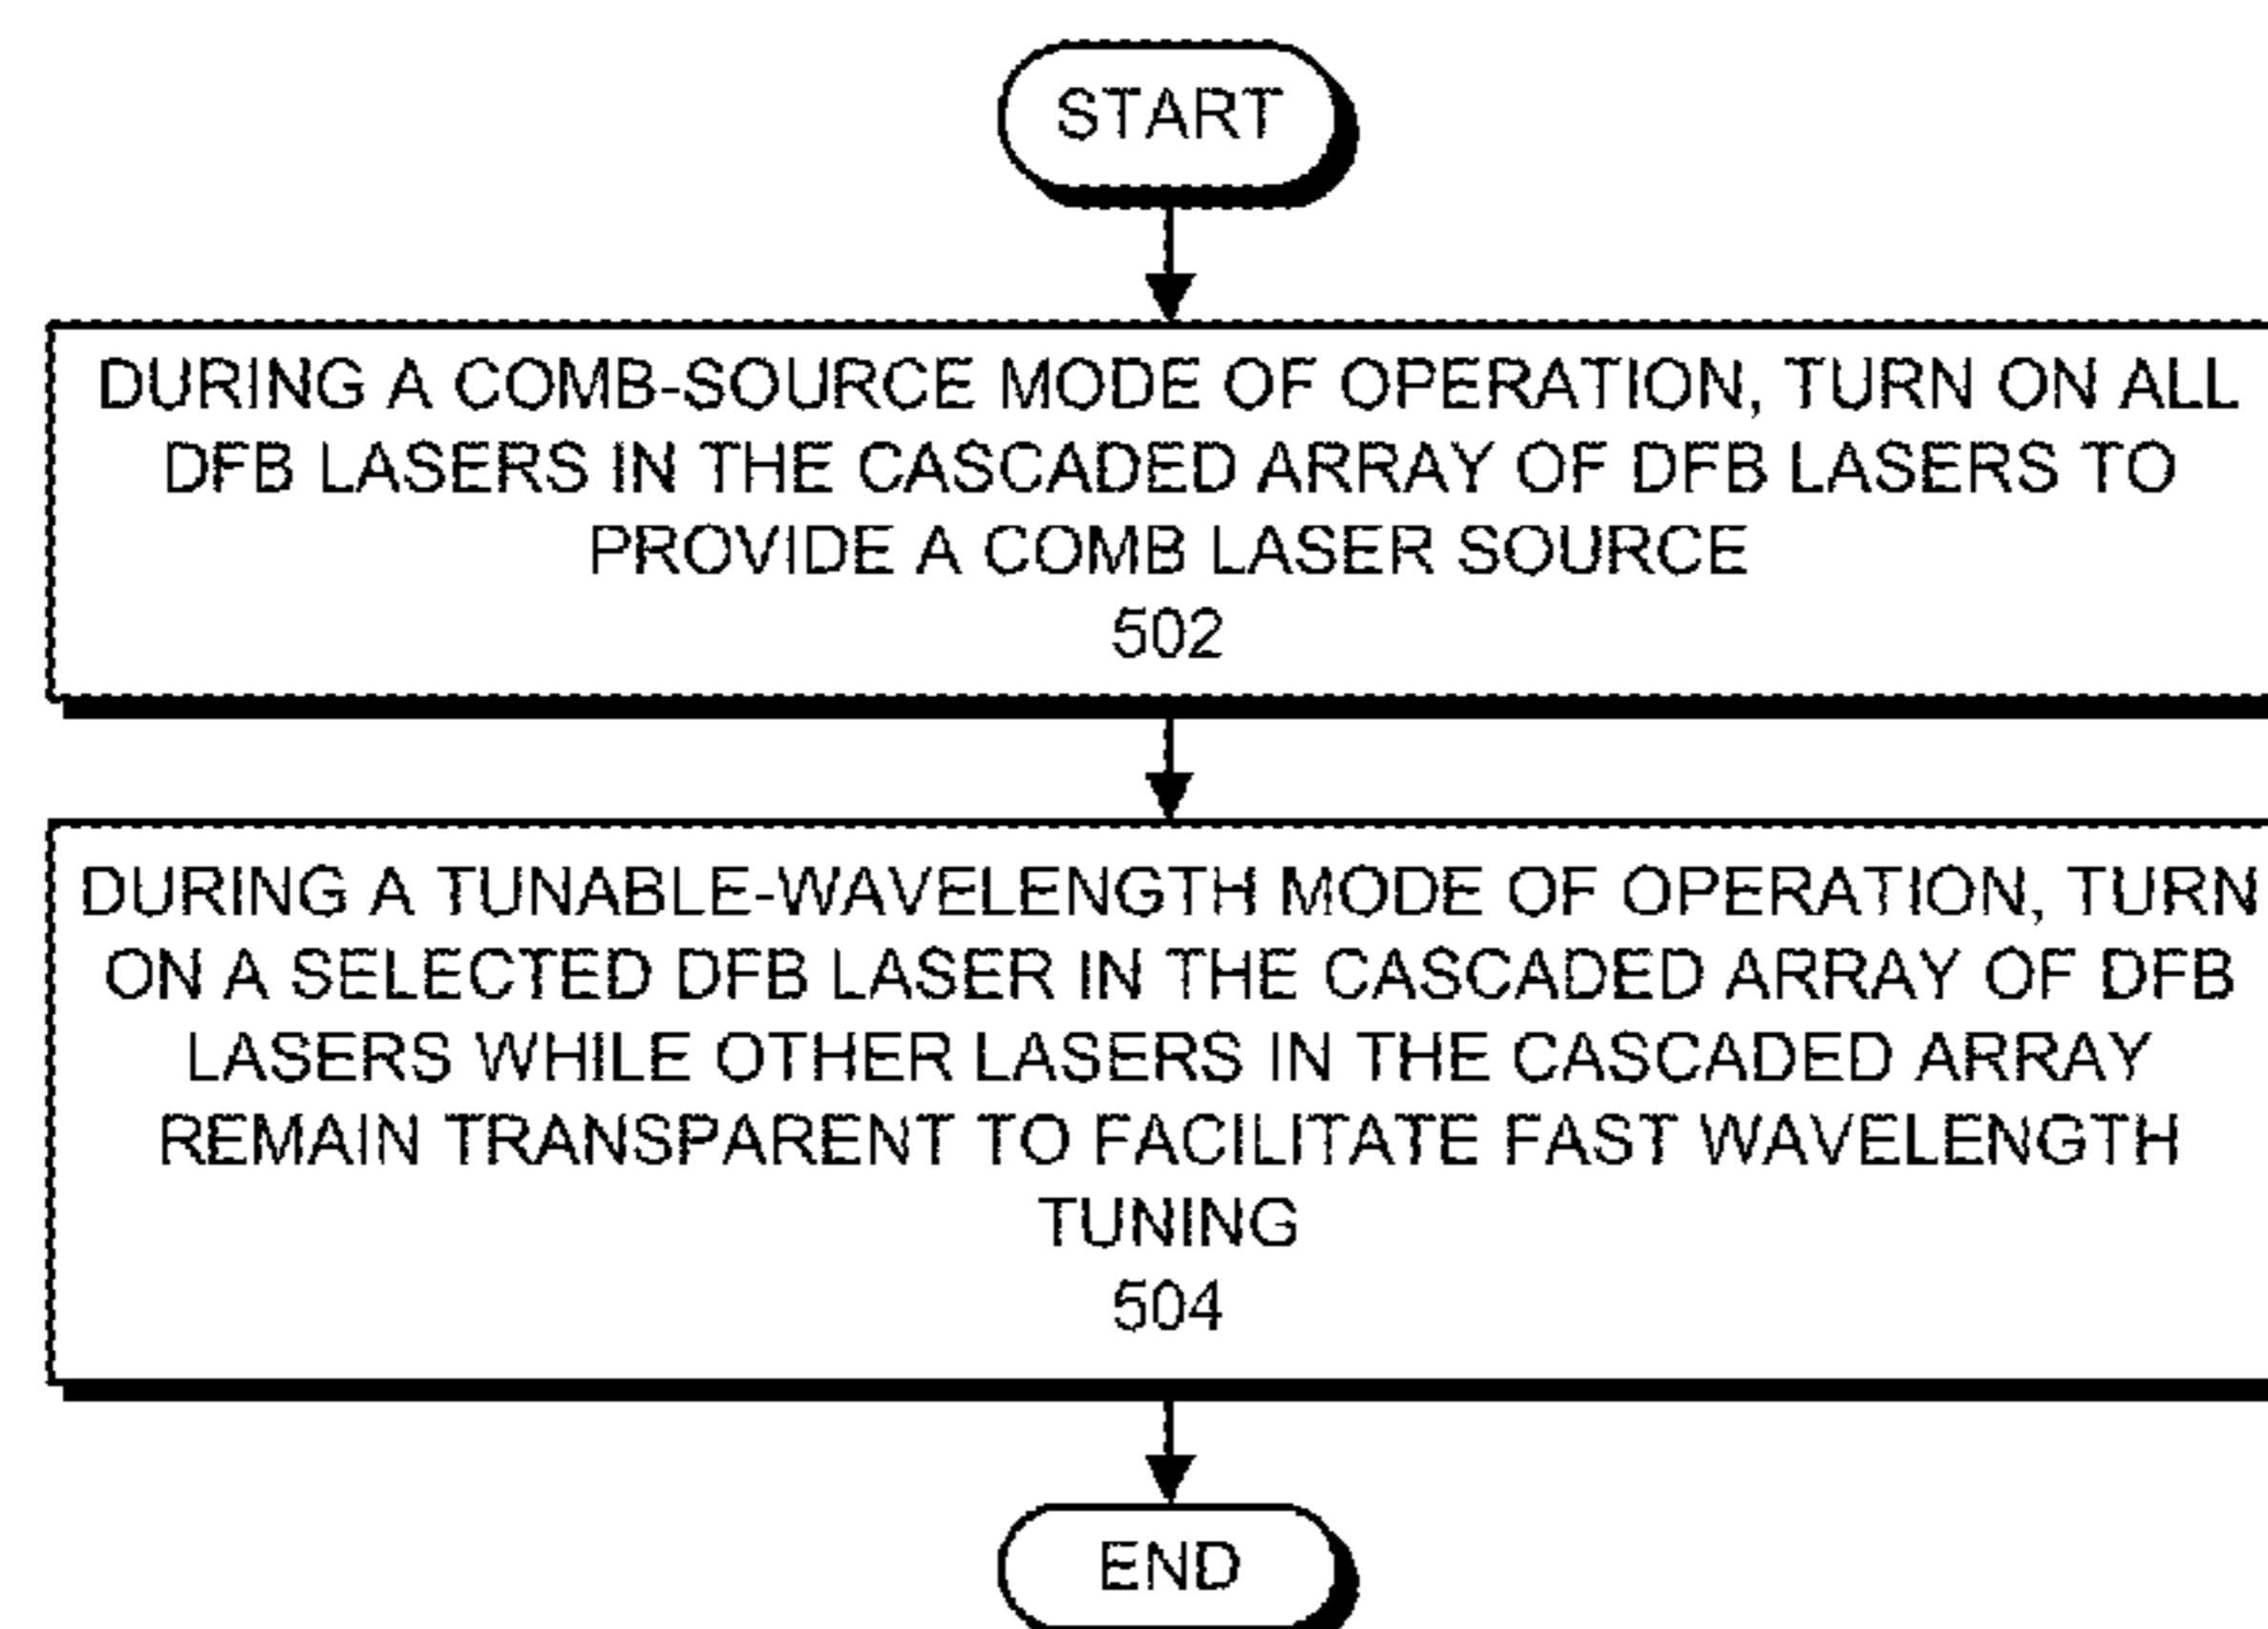 START
DURING A COMB-SOURCE MODE OF OPERATION, TURN ON ALL
DFB LASERS IN THE CASCADED ARRAY OF DFB LASERS TO
PROVIDE A COMB LASER SOURCE
502
DURING A TUNABLE-WAVELENGTH MODE OF OPERATION, TURN
ON A SELECTED DFB LASER IN THE CASCADED ARRAY OF DFB
LASERS WHILE OTHER LASERS IN THE CASCADED ARRAY
REMAIN TRANSPARENT TO FACILITATE FAST WAVELENGTH
TUNING
504
END